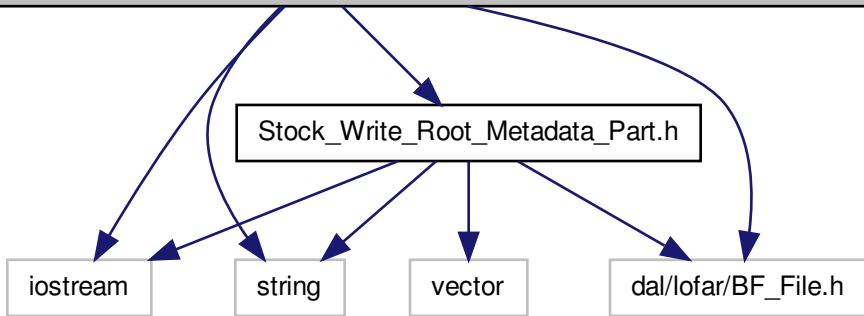 Stock_Write_Root_Metadata_Part.h
iostream
string
vector
dal/lofar/BF_File.h